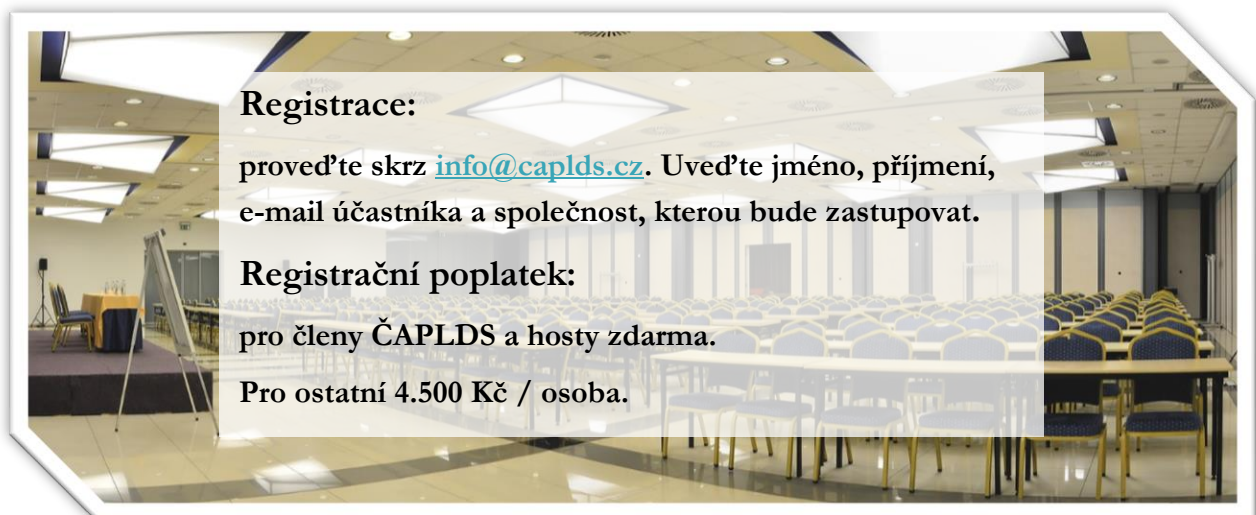 Registrace:
proveďte skrz info@caplds.cz. Uveďte jméno, příjmení,
e-mail účastníka a společnost, kterou bude zastupovat.
Registrační poplatek:
pro členy ČAPLDS a hosty zdarma.
Pro ostatní 4.500 Kč / osoba.